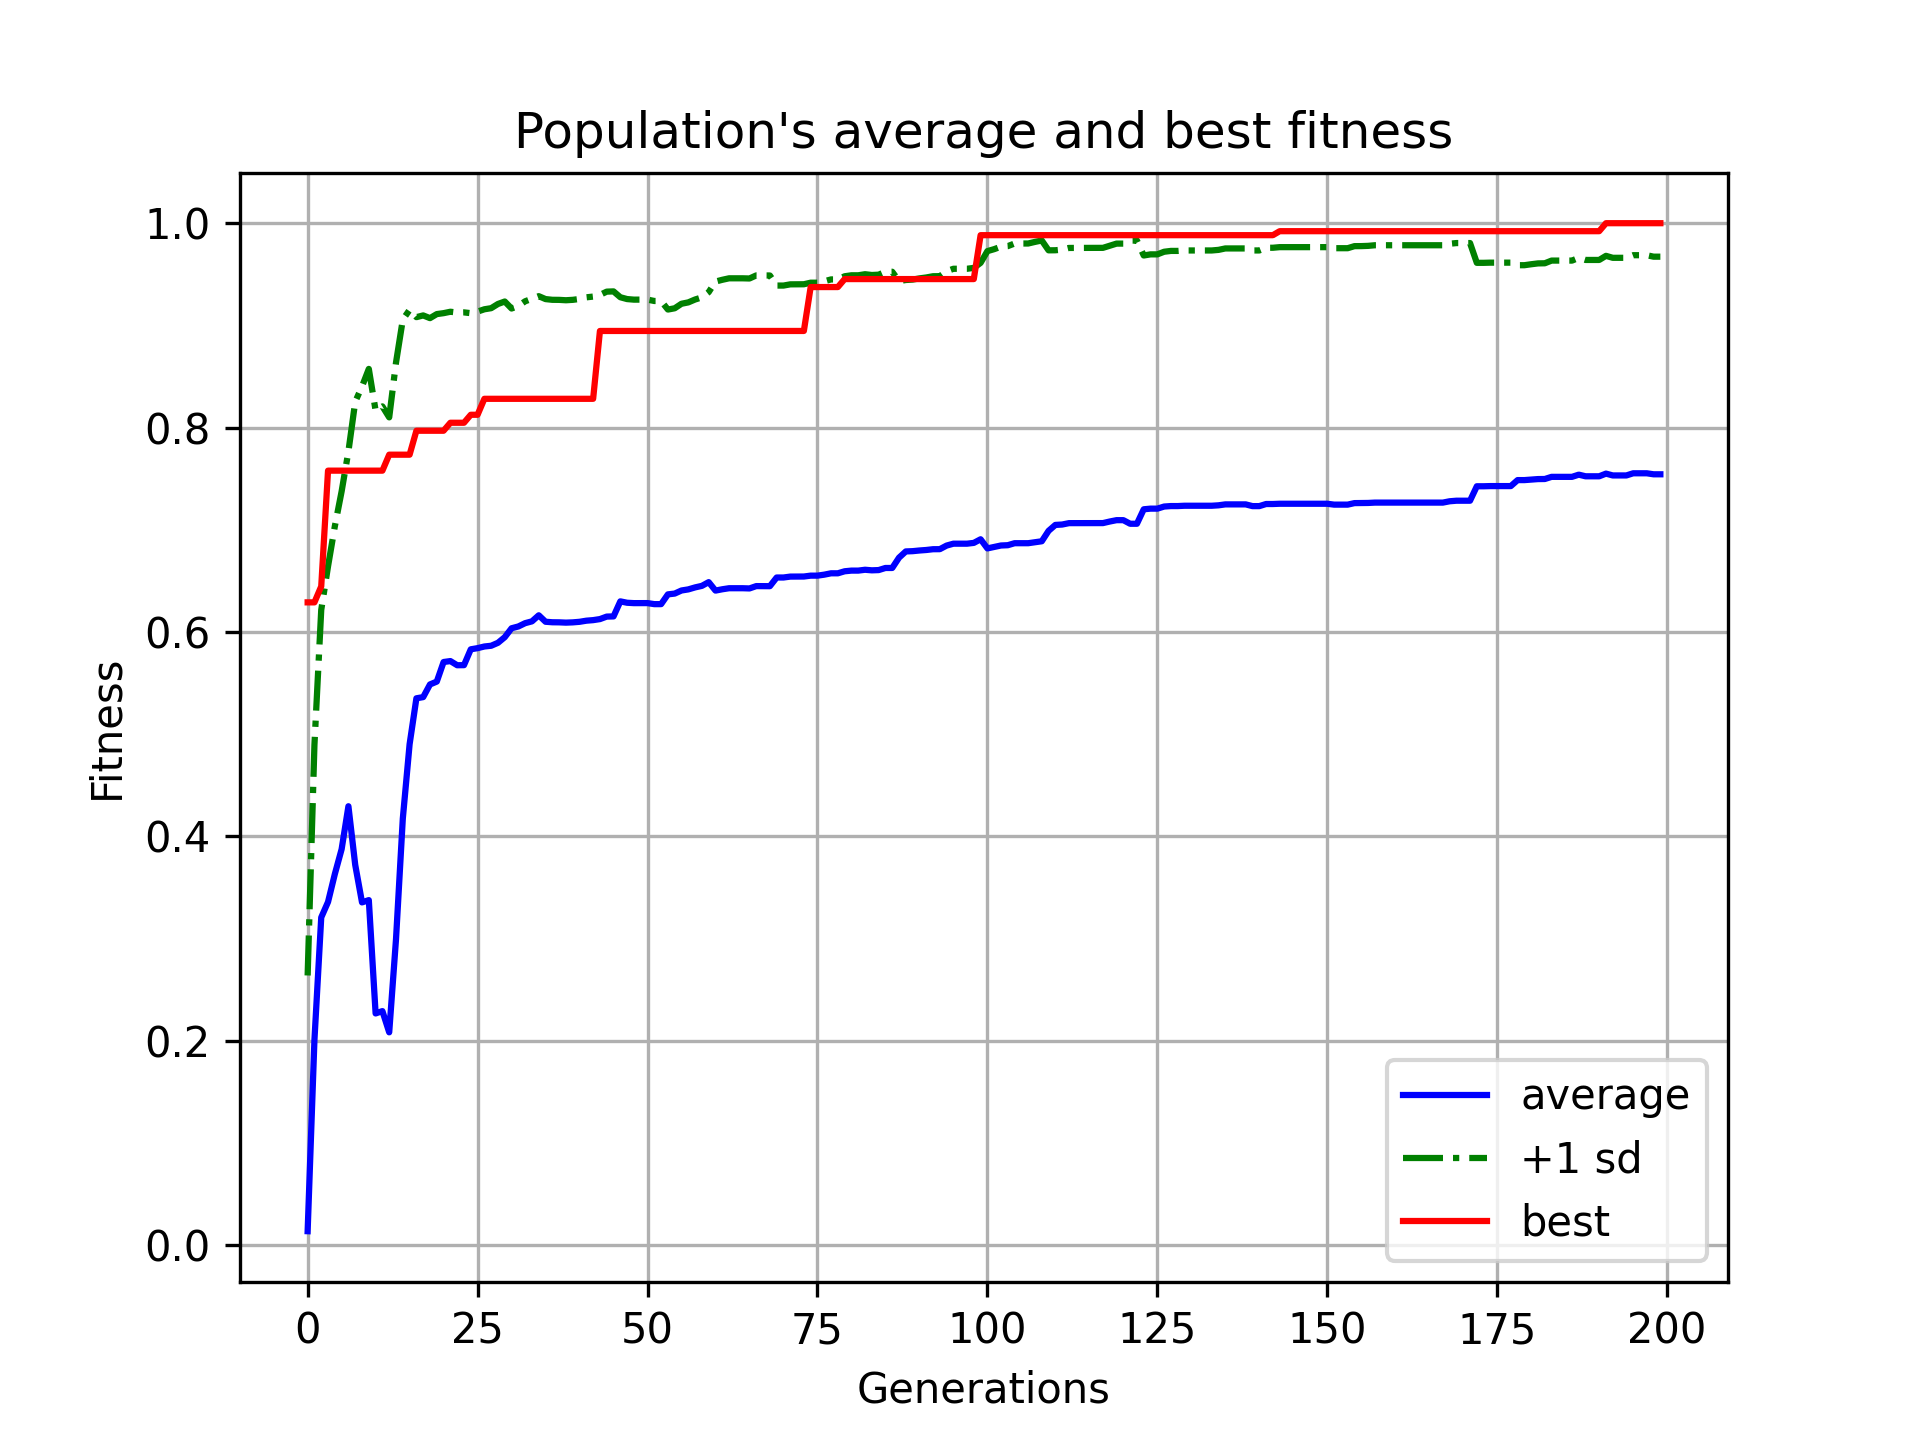 Population's average and best fitness
1.0
0.8
0.6
0.4
0.2
0.0
Fitness
average
+1 sd
best
0 25 50 75 100 125 150 175 200
Generations